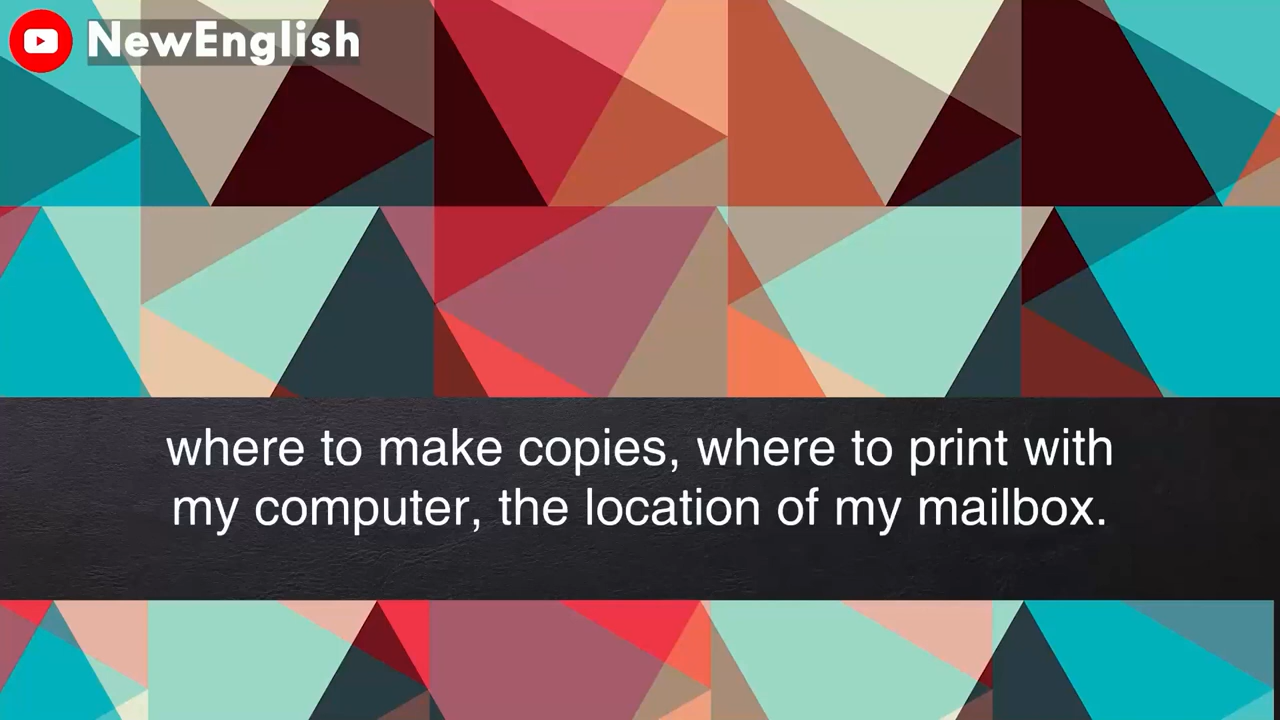 NewEnglish
where to make copies, where to print with
my computer, the location of my mailbox.